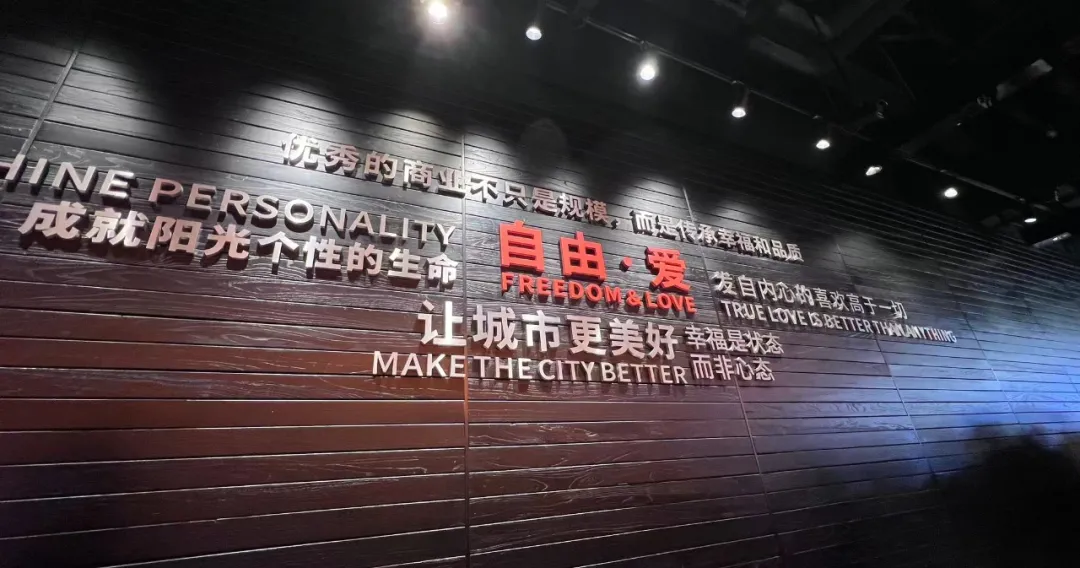 优秀的商业不只是规模，而是传承幸福和品质
HINE PERSONALITY
成就阳光个性的生命
自由·爱
FREEDOM & LOVE
发自内心的喜欢高于一切
TRUE LOVE IS BETTER THAN ANYTHING
让城市更美好
MAKE THE CITY BETTER
幸福是状态
而非心态